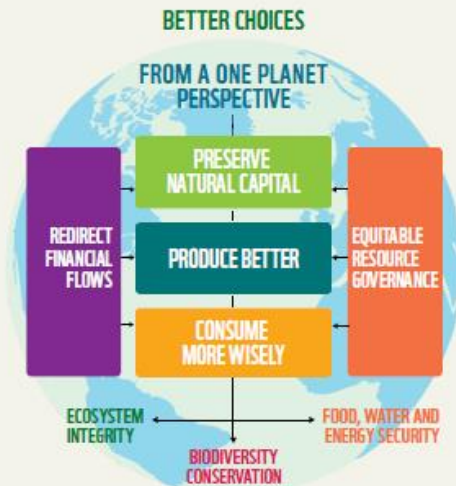 BETTER CHOICES
FROM A ONE PLANET
PERSPECTIVE
PRESERVE
NATURAL CAPITAL
REDIRECT
FINANCIAL
FLOWS
PRODUCE BETTER
EQUITABLE
RESOURCE
GOVERNANCE
CONSUME
MORE WISELY
ECOSYSTEM
INTEGRITY
BIODIVERSITY
CONSERVATION
FOOD, WATER AND
ENERGY SECURITY